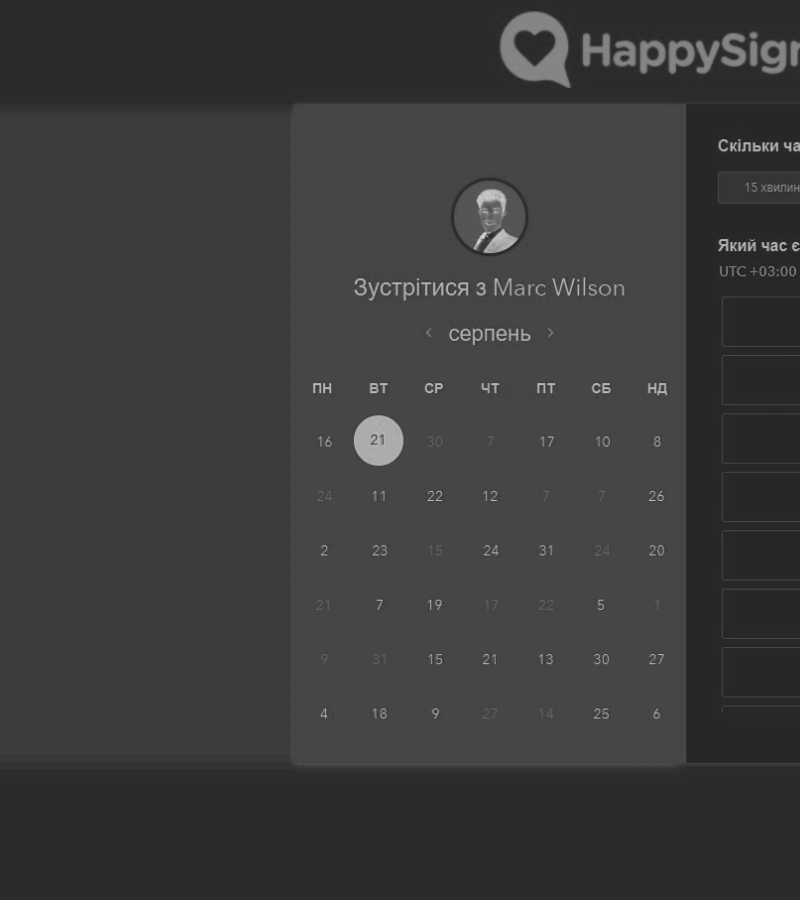 HappySign
Зустрітися з Marc Wilson
серпень
ПН ВТ СР ЧТ ПТ СБ НД
16 21 30 7 17 10 8
24 11 22 12 7 7 26
2 23 15 24 31 24 20
21 7 19 17 22 5 1
9 31 15 21 13 30 27
4 18 9 27 14 25 6
Скільки ча
15 хвилин
Який час є
UTC +03:00